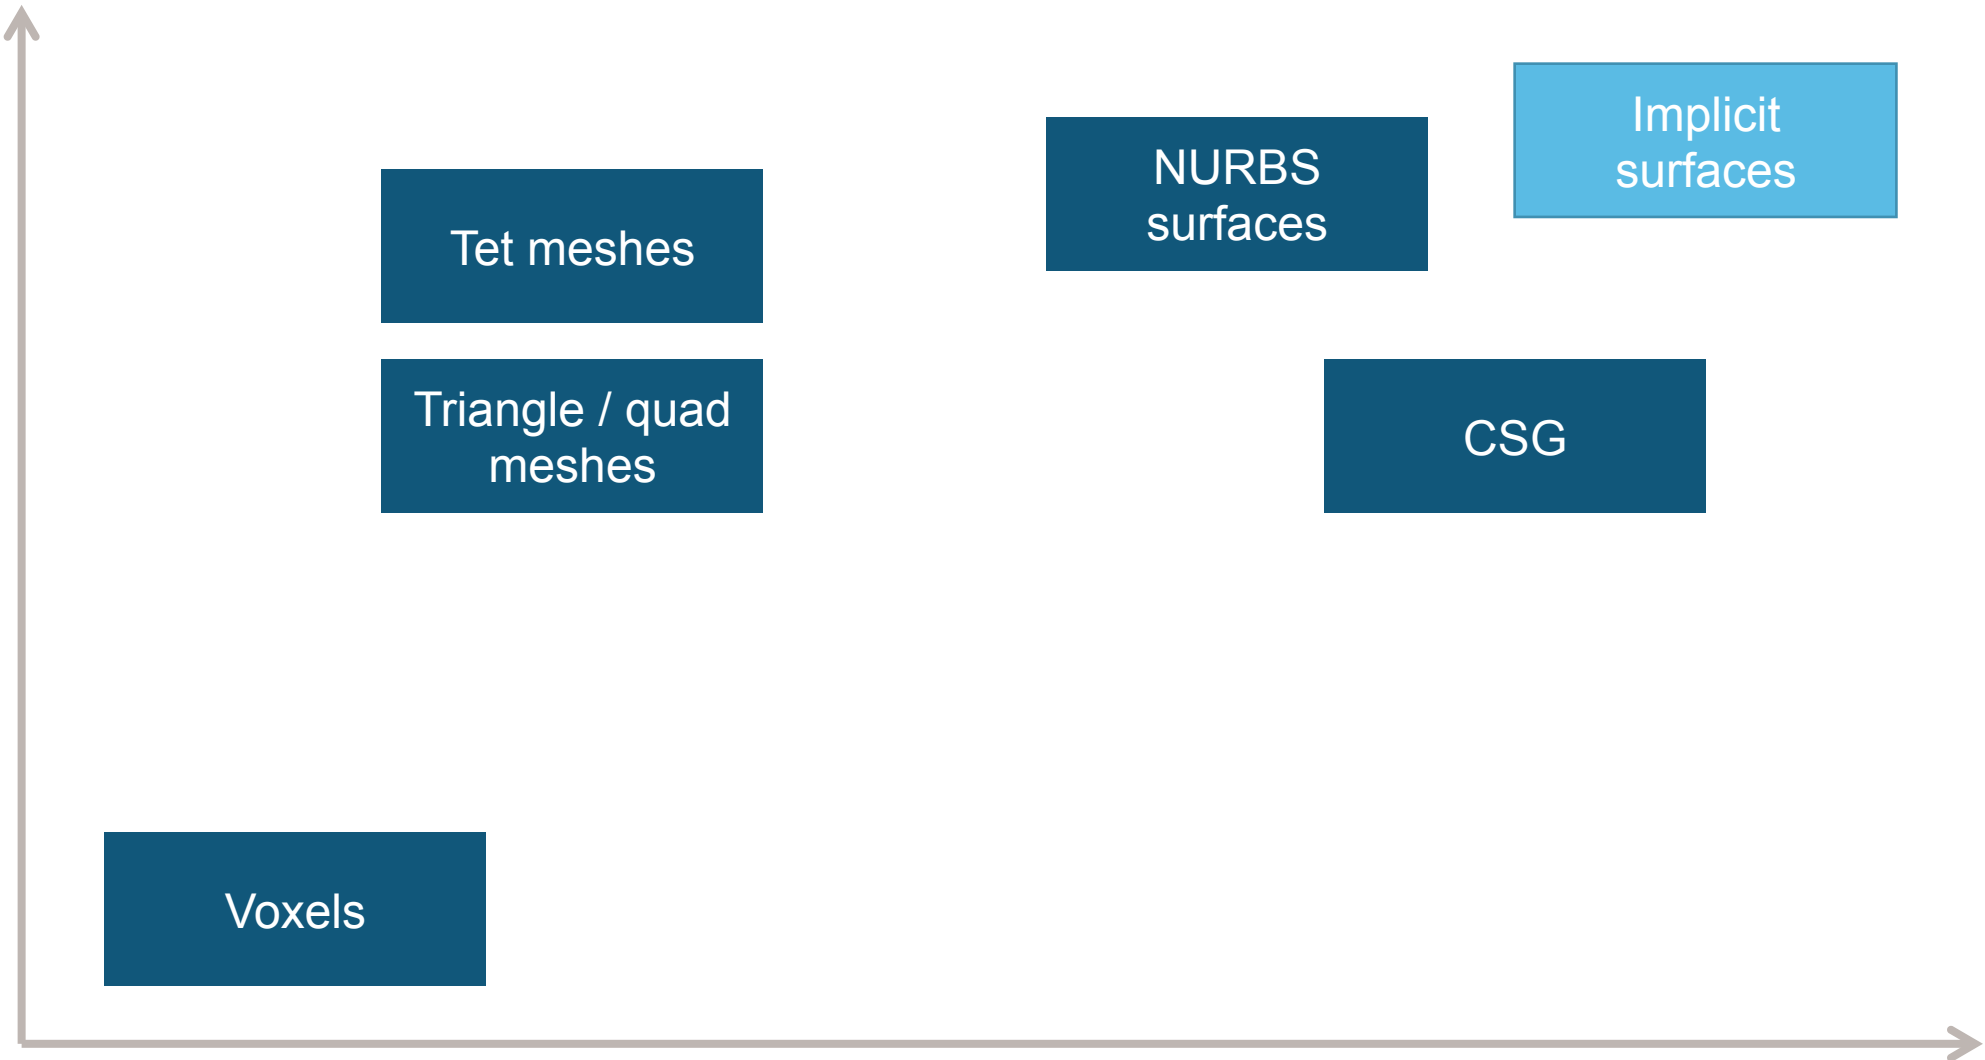 Implicit
surfaces
NURBS
surfaces
Tet meshes
Triangle / quad
meshes
CSG
Voxels